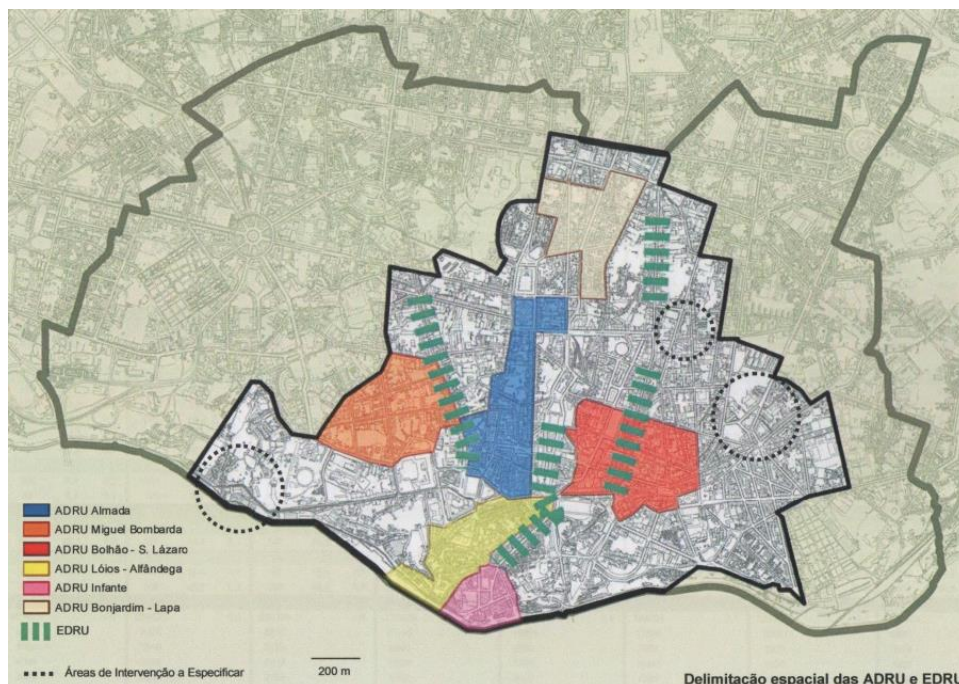 ADRU Almada
ADRU Miguel Bombarda
ADRU Bolhão - S. Lázaro
ADRU Lóios - Alfândega
ADRU Infante
ADRU Bonjardim - Lapa
EDRU
Áreas de Intervenção a Especificar
200 m
Delimitação espacial das ADRU e EDRU